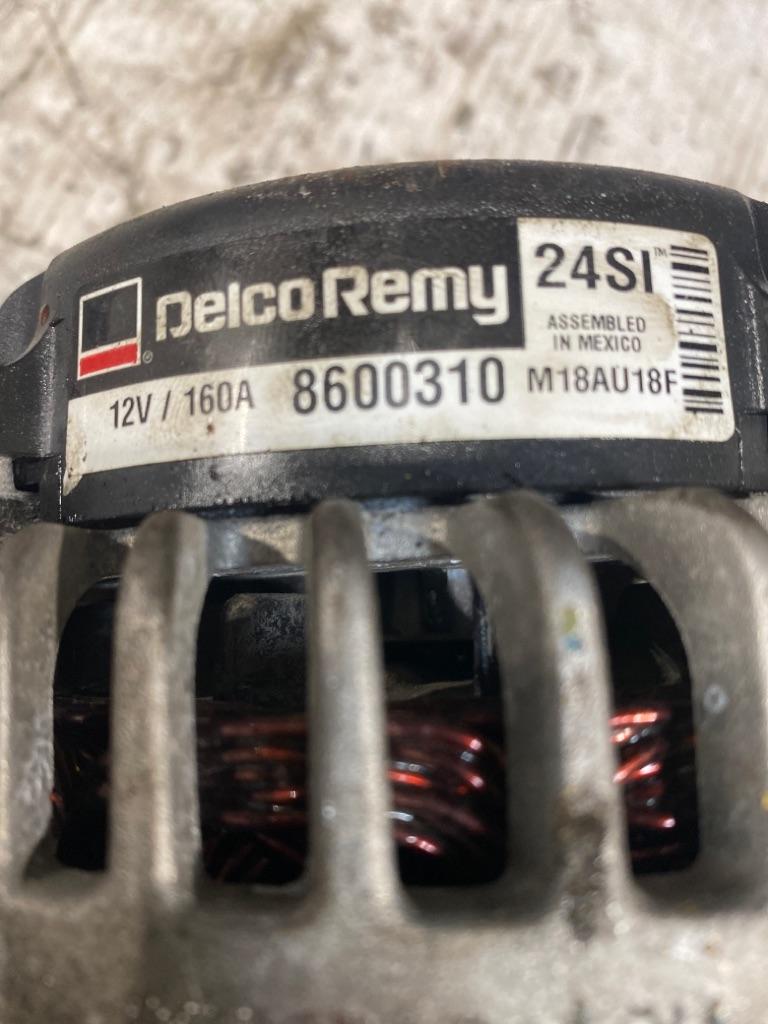 Delco Remy
®
24SI™
ASSEMBLED
IN MEXICO
12V / 160A 8600310 M18AU18F